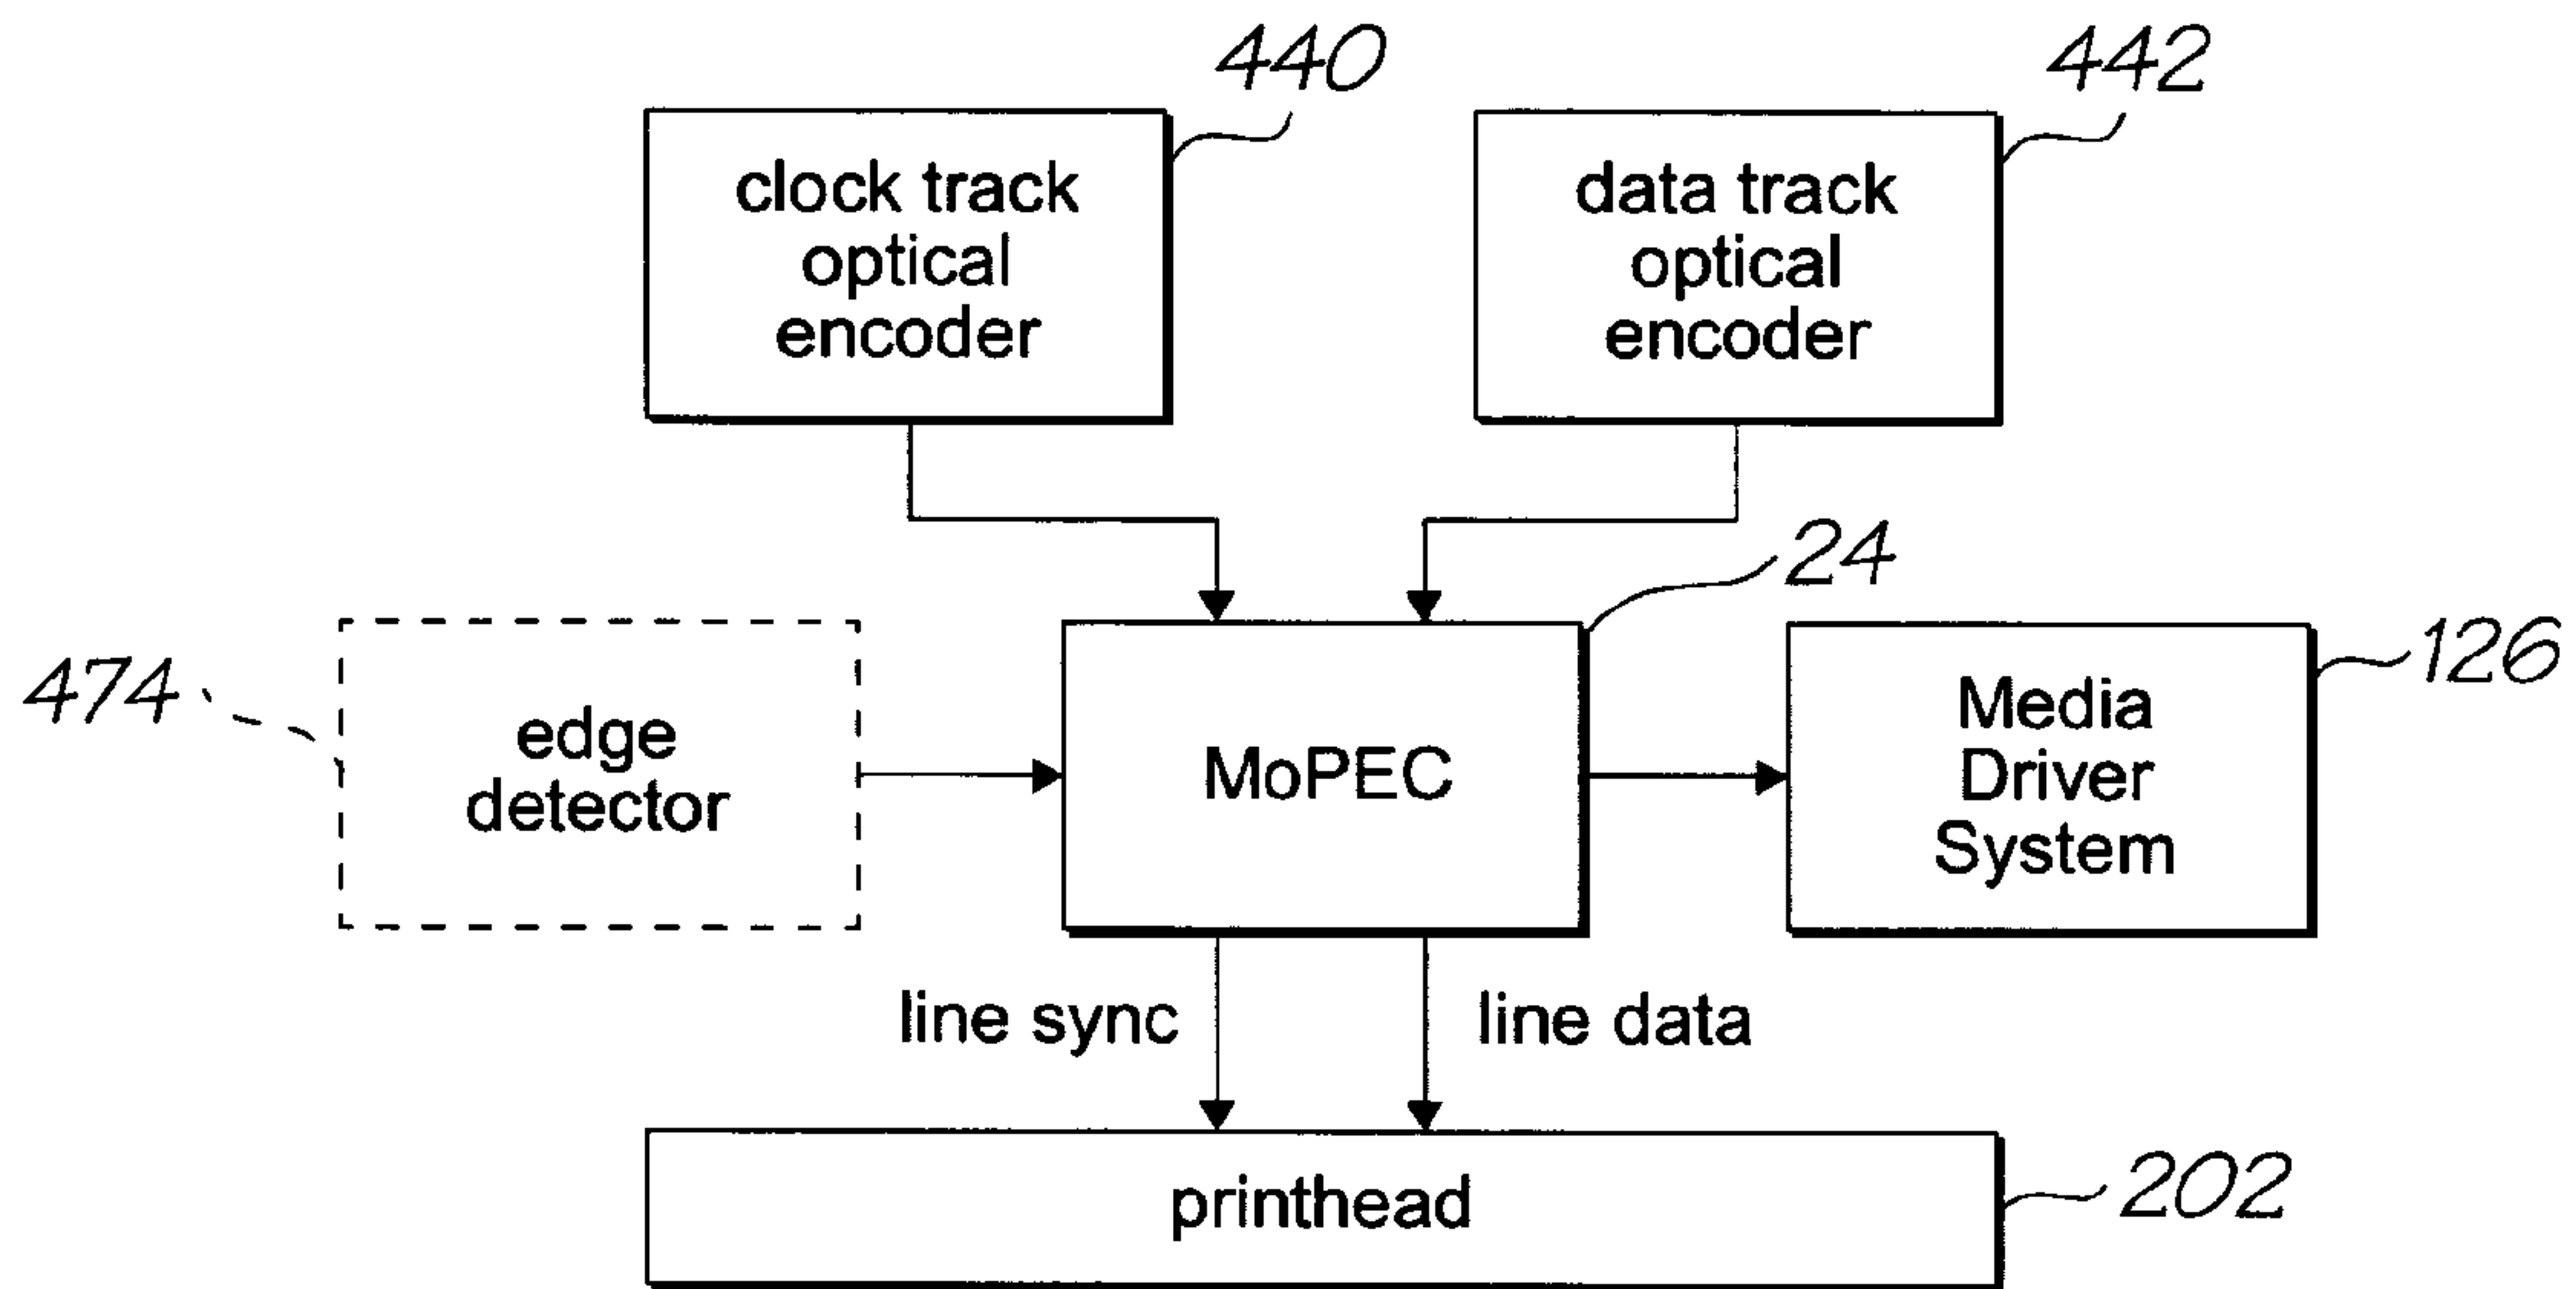 440
442
clock track
optical
encoder
data track
optical
encoder
24
474
edge
detector
MoPEC
Media
Driver
System
126
line sync
line data
printhead
202